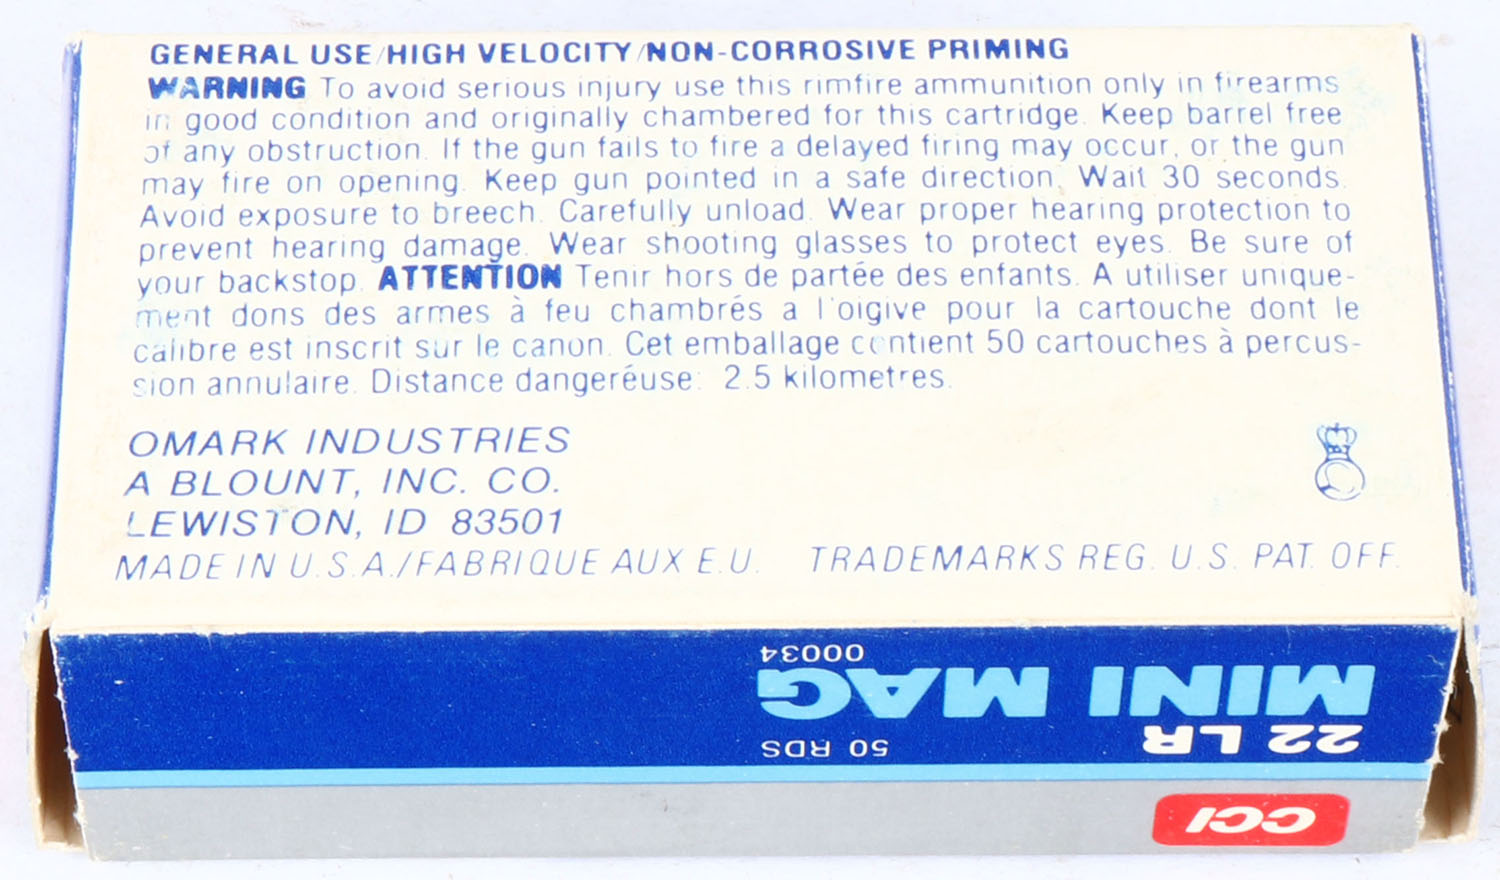 GENERAL USE/HIGH VELOCITY/NON-CORROSIVE PRIMING
WARNING To avoid serious injury use this rimfire ammunition only in firearms
in good condition and originally chambered for this cartridge. Keep barrel free
of any obstruction. If the gun fails to fire a delayed firing may occur, or the gun
may fire on opening. Keep gun pointed in a safe direction. Wait 30 seconds.
Avoid exposure to breech. Carefully unload. Wear proper hearing protection to
prevent hearing damage. Wear shooting glasses to protect eyes. Be sure of
your backstop. ATTENTION Tenir hors de partée des enfants. A utiliser unique-
ment dons des armes à feu chambrés a l'oigive pour la cartouche dont le
calibre est inscrit sur le canon. Cet emballage contient 50 cartouches à percus-
sion annulaire. Distance dangeréuse: 2.5 kilometres.
OMARK INDUSTRIES
A BLOUNT, INC. CO.
LEWISTON, ID 83501
MADE IN U.S.A./FABRIQUE AUX E.U. TRADEMARKS REG. U.S. PAT. OFF.
CCI
22 LR 50 RDS
MINI MAG
00034